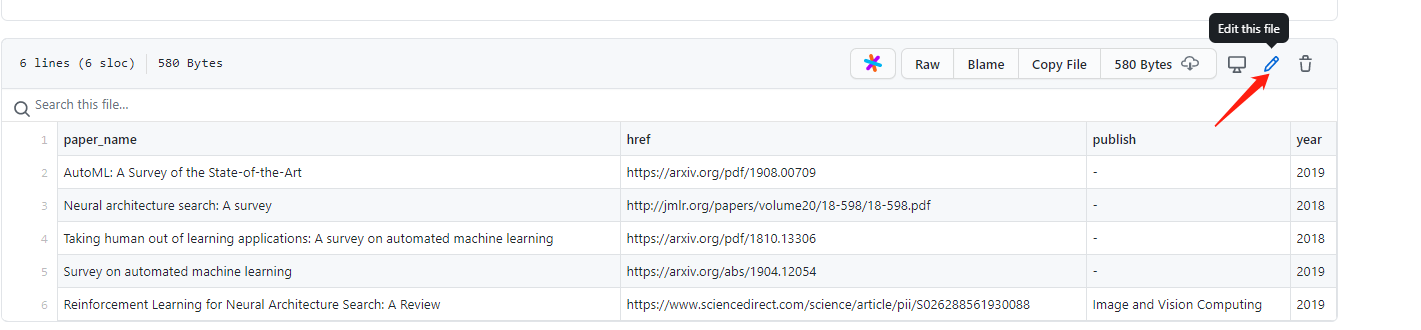 Edit this file
6 lines (6 sloc) 580 Bytes Raw Blame Copy File 580 Bytes
Search this file...
1 paper_name href publish year
2 AutoML: A Survey of the State-of-the-Art https://arxiv.org/pdf/1908.00709 - 2019
3 Neural architecture search: A survey http://jmlr.org/papers/volume20/18-598/18-598.pdf - 2018
4 Taking human out of learning applications: A survey on automated machine learning https://arxiv.org/pdf/1810.13306 - 2018
5 Survey on automated machine learning https://arxiv.org/abs/1904.12054 - 2019
6 Reinforcement Learning for Neural Architecture Search: A Review https://www.sciencedirect.com/science/article/pii/S026288561930088 Image and Vision Computing 2019